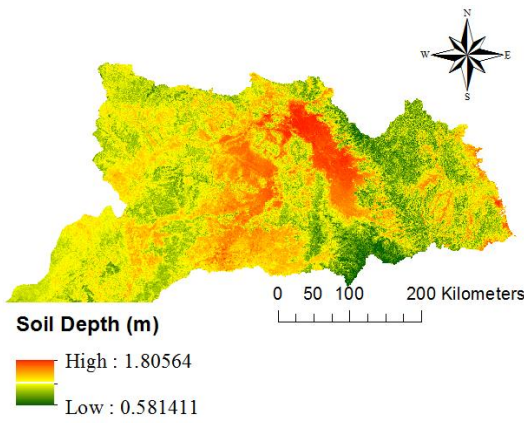 N
W E
S
0 50 100 200 Kilometers
Soil Depth (m)
High : 1.80564
Low : 0.581411